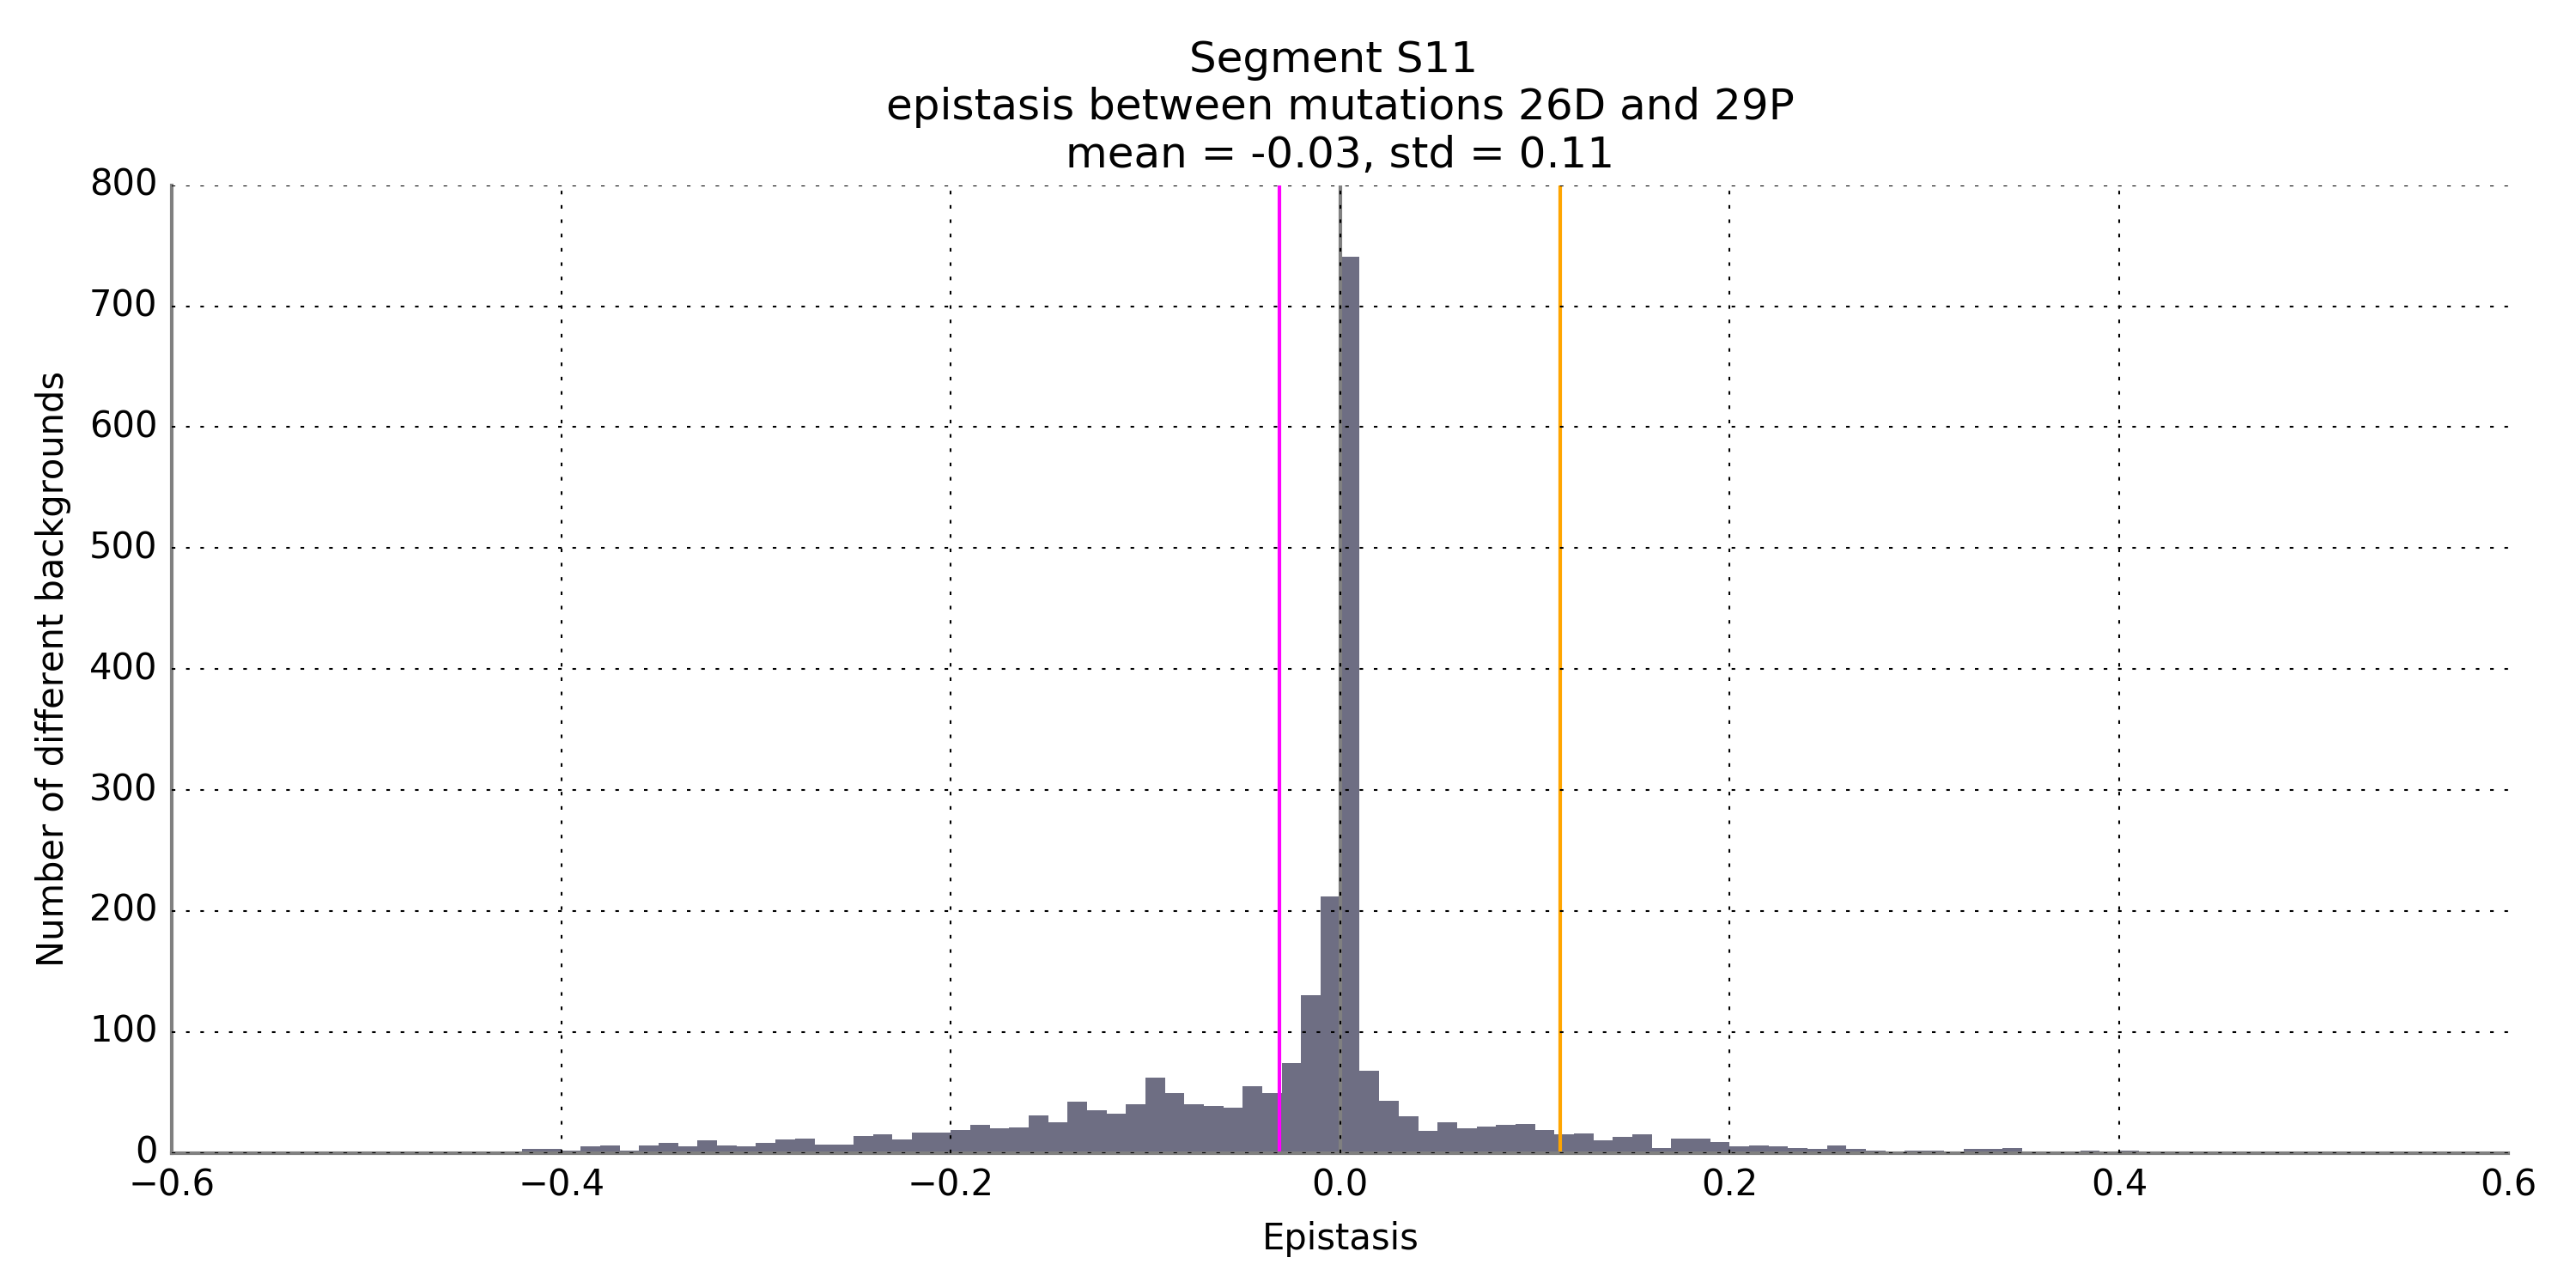 Segment S11
epistasis between mutations 26D and 29P
mean = -0.03, std = 0.11
800
700
600
500
400
300
200
100
0
Number of different backgrounds
−0.6 −0.4 −0.2 0.0 0.2 0.4 0.6
Epistasis